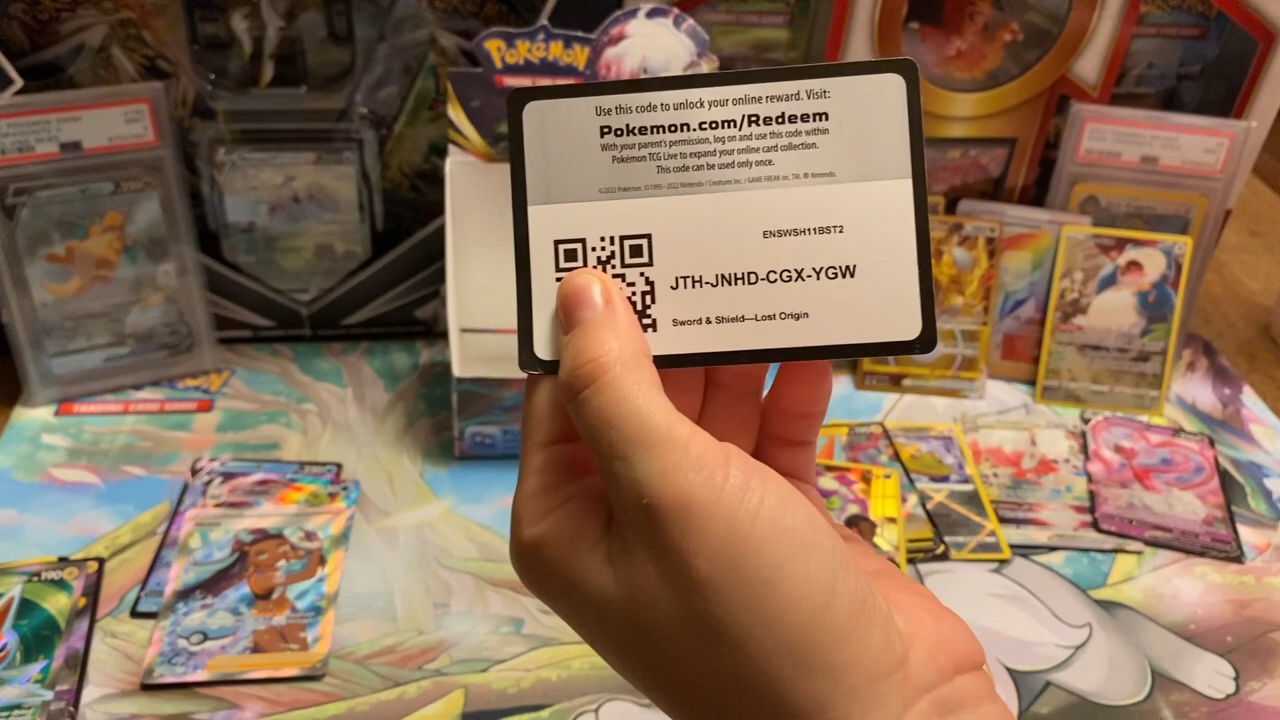 POKÉMON
Use this code to unlock your online reward. Visit:
Pokemon.com/Redeem
With your parent's permission, log on and use this code within
Pokémon TCG Live to expand your online card collection.
This code can be used only once.
©2022 Pokémon. ©1995–2022 Nintendo / Creatures Inc. / GAME FREAK inc. TM, ® Nintendo.
ENSWSH11BST2
JTH-JNHD-CGX-YGW
Sword & Shield—Lost Origin
TRADING CARD GAME